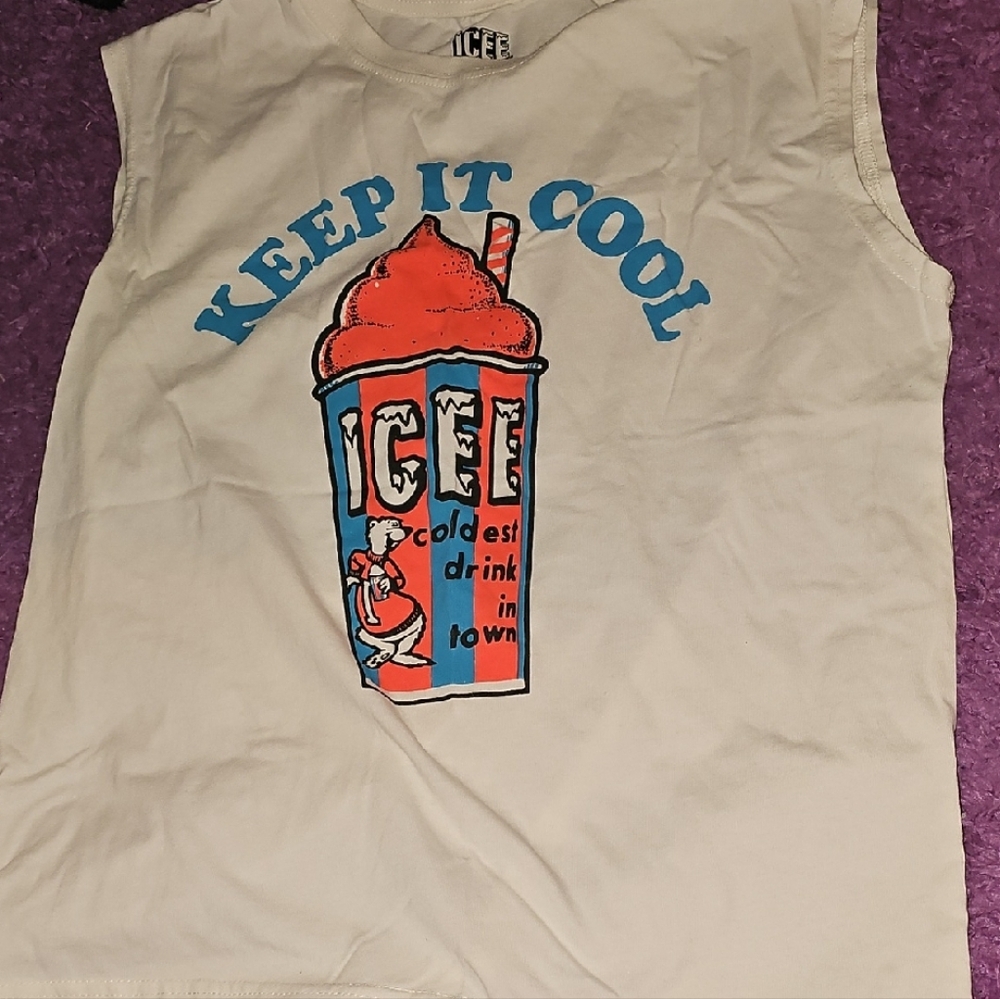 ICEE
KEEP IT COOL
ICEE
coldest
drink
in
town